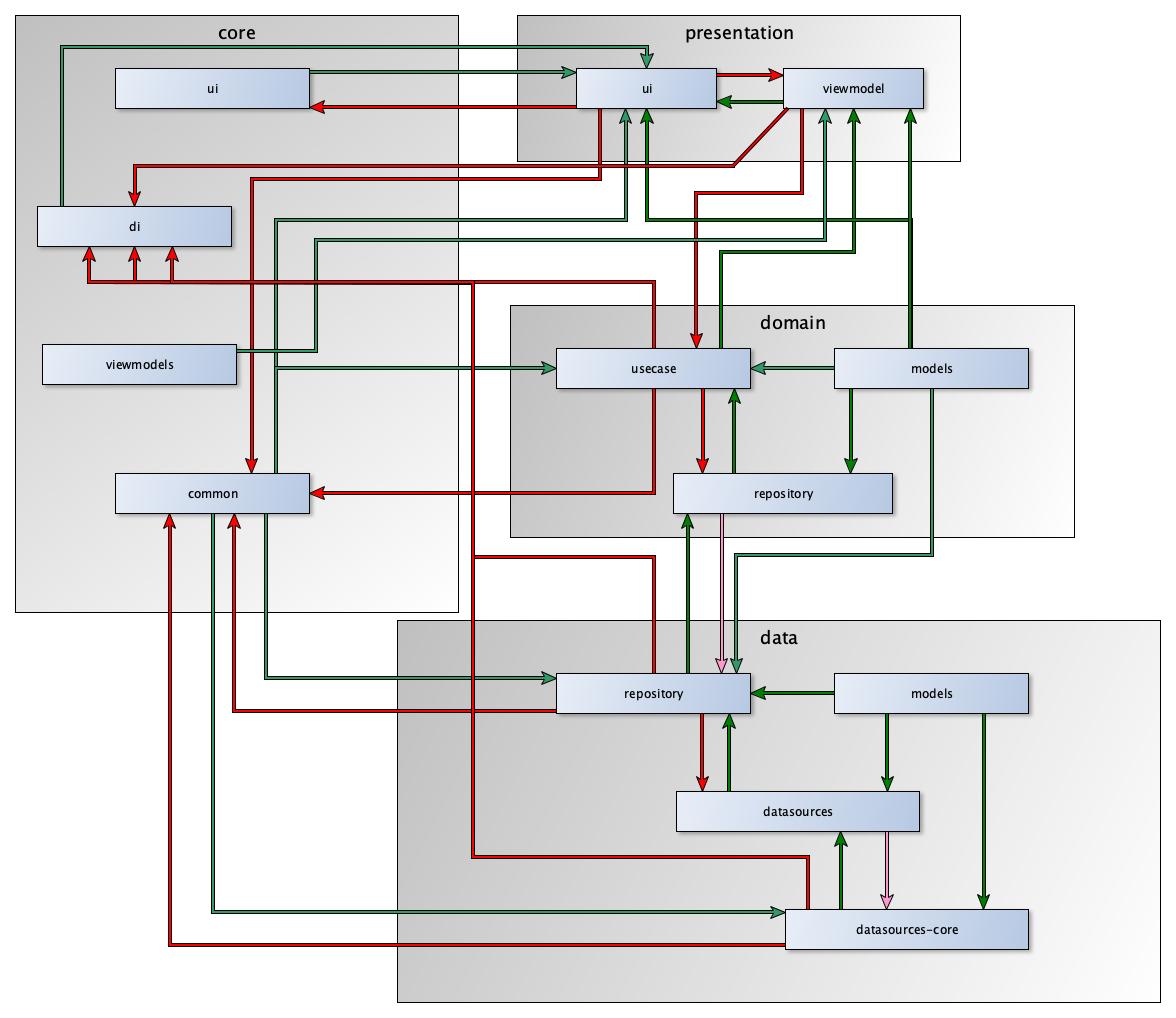 core
presentation
ui
ui
viewmodel
di
domain
viewmodels
usecase
models
common
repository
data
repository
models
datasources
datasources-core